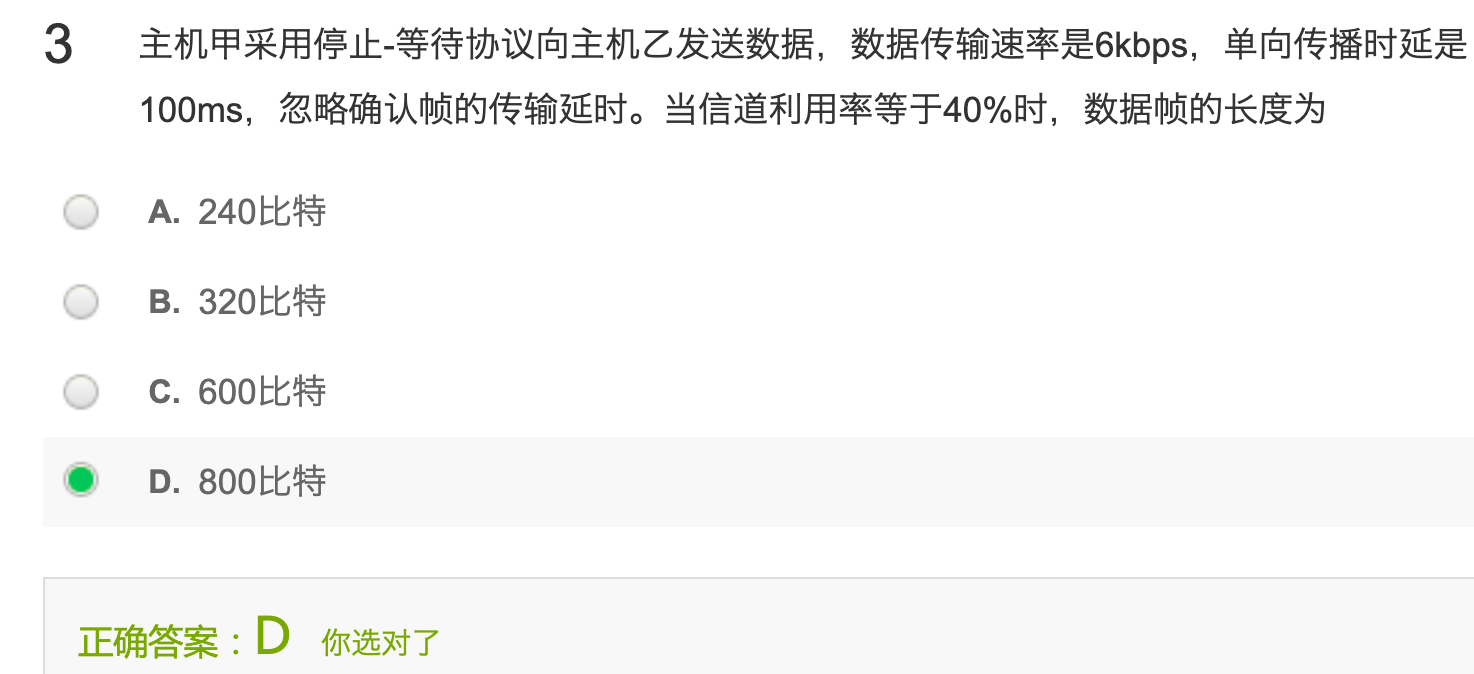 3 主机甲采用停止-等待协议向主机乙发送数据，数据传输速率是6kbps，单向传播时延是
100ms，忽略确认帧的传输延时。当信道利用率等于40%时，数据帧的长度为
A. 240比特
B. 320比特
C. 600比特
D. 800比特
正确答案：D 你选对了